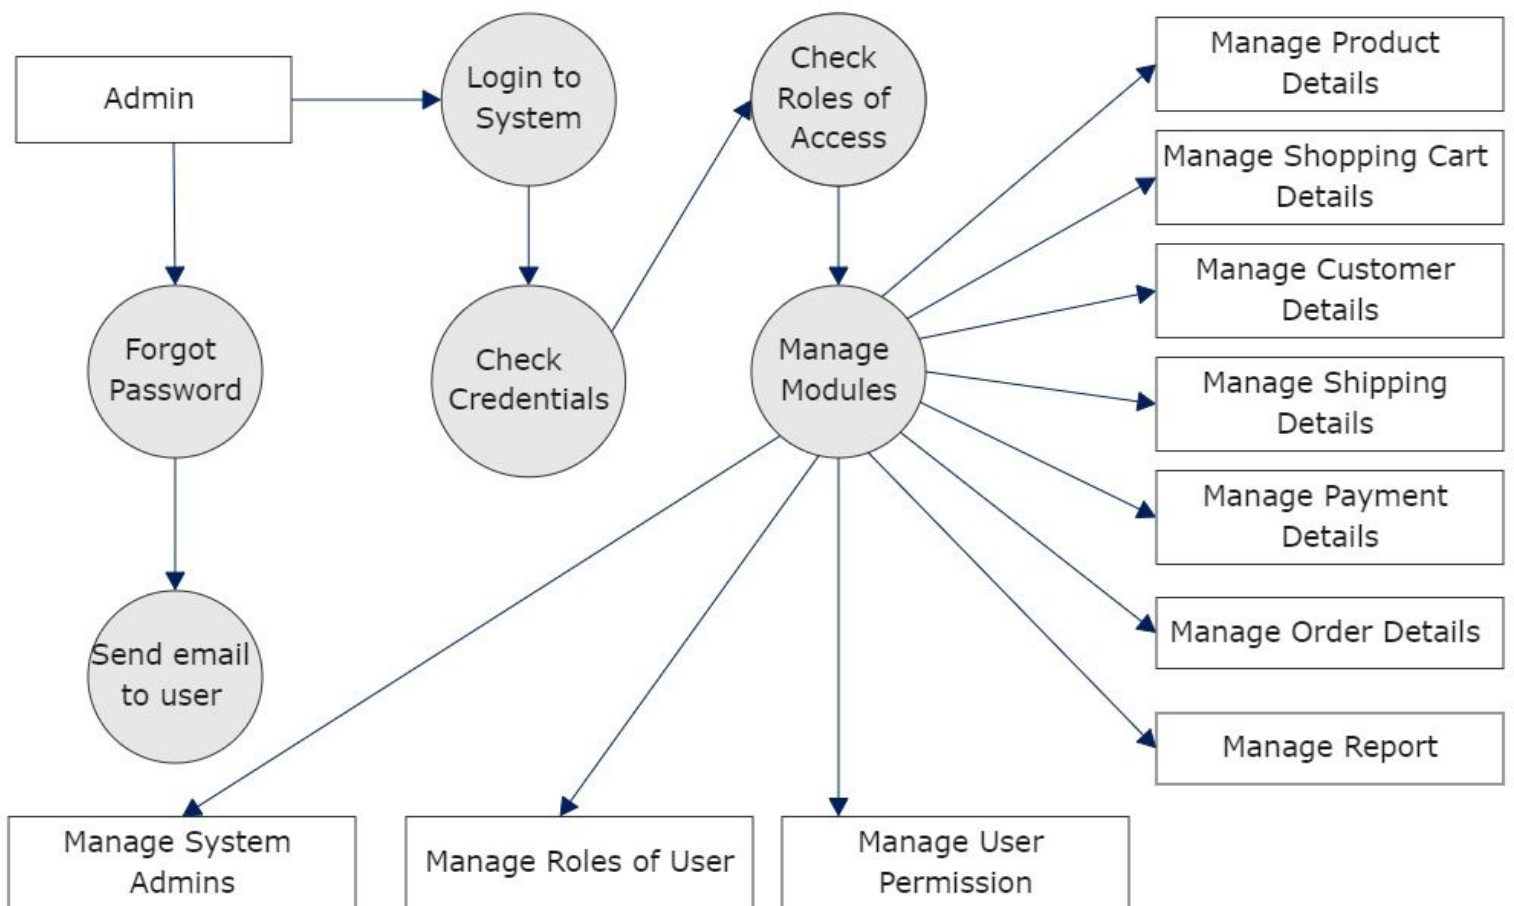 Admin
Login to
System
Check
Roles of
Access
Manage Product
Details
Manage Shopping Cart
Details
Manage Customer
Details
Forgot
Password
Check
Credentials
Manage
Modules
Manage Shipping
Details
Manage Payment
Details
Manage Order Details
Send email
to user
Manage Report
Manage System
Admins
Manage Roles of User
Manage User
Permission